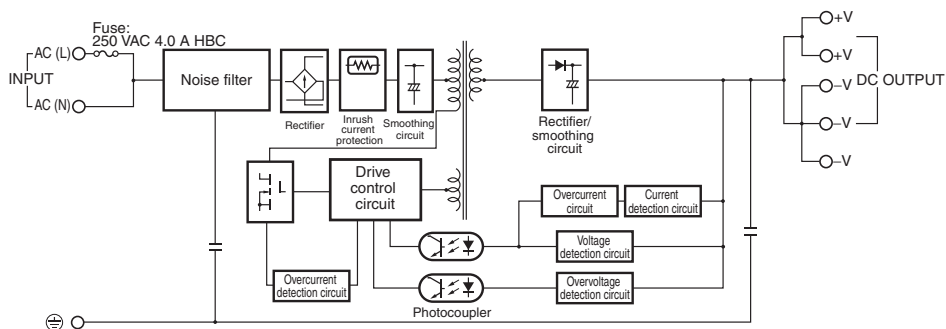 Fuse:
250 VAC 4.0 A HBC
AC (L)
INPUT
AC (N)
Noise filter
Rectifier
Inrush
current
protection
Smoothing
circuit
Rectifier/
smoothing
circuit
+V
+V
–V
DC OUTPUT
–V
–V
Drive
control
circuit
Overcurrent
circuit
Current
detection circuit
Voltage
detection circuit
Overcurrent
detection circuit
Overvoltage
detection circuit
Photocoupler